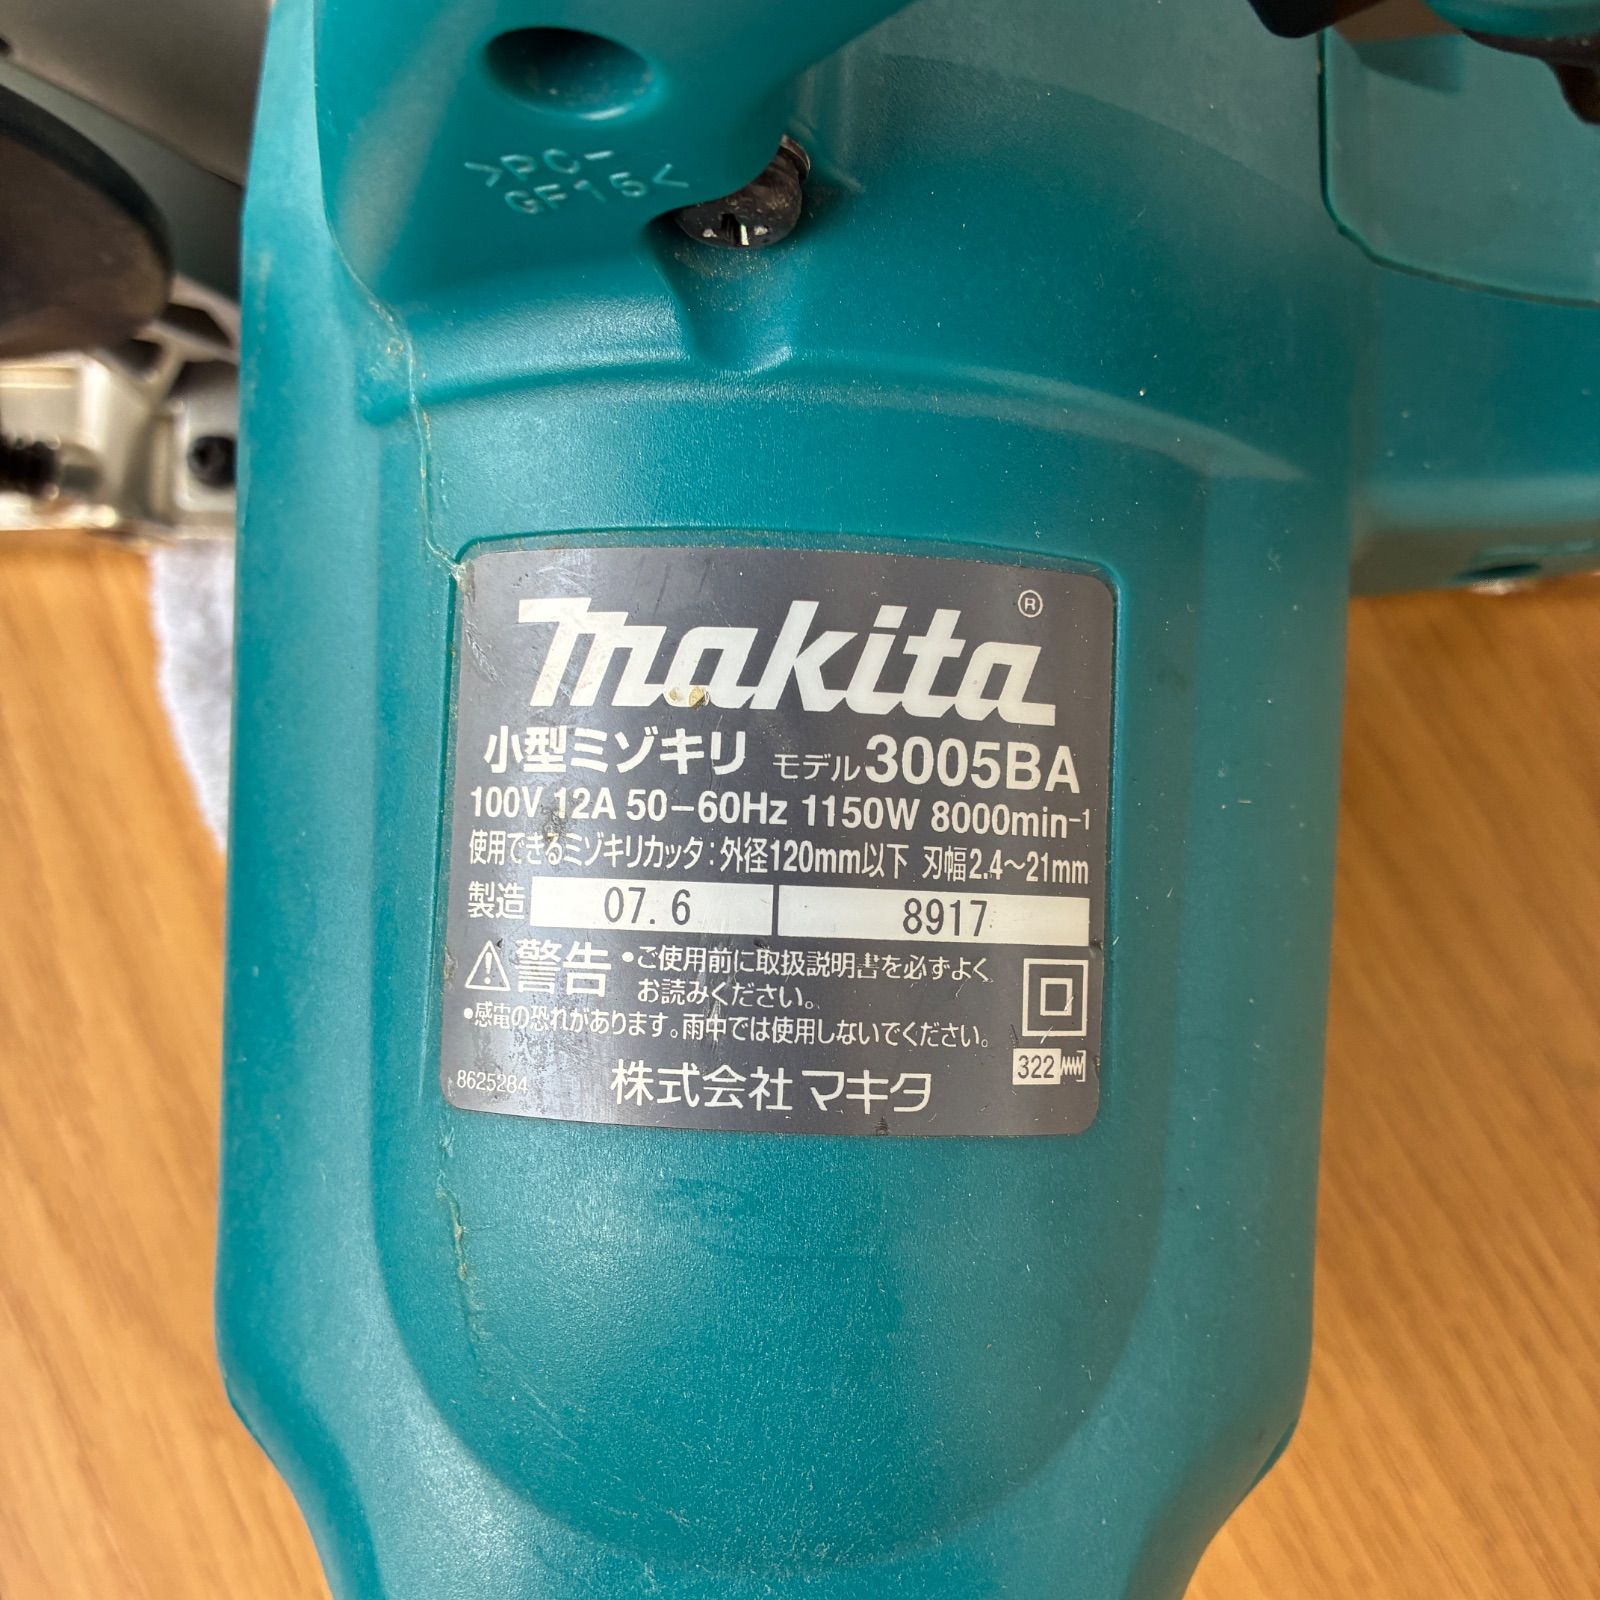 >PC-
GF15<
makita®
小型ミゾキリ モデル3005BA
100V 12A 50-60Hz 1150W 8000min-1
使用できるミゾキリカッタ:外径120mm以下 刃幅2.4~21mm
製造 07.6 8917
警告 •ご使用前に取扱説明書を必ずよく
お読みください。
•感電の恐れがあります。雨中では使用しないでください。
322
8625284 株式会社 マキタ